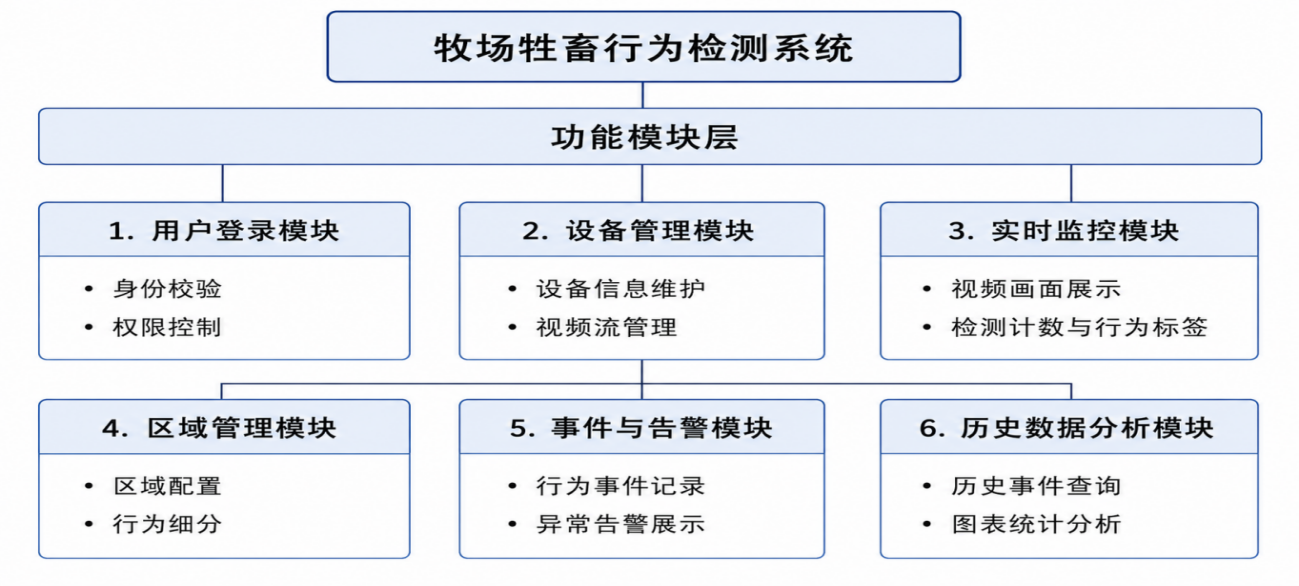 牧场牲畜行为检测系统
功能模块层
1. 用户登录模块
• 身份校验
• 权限控制
2. 设备管理模块
• 设备信息维护
• 视频流管理
3. 实时监控模块
• 视频画面展示
• 检测计数与行为标签
4. 区域管理模块
• 区域配置
• 行为细分
5. 事件与告警模块
• 行为事件记录
• 异常告警展示
6. 历史数据分析模块
• 历史事件查询
• 图表统计分析